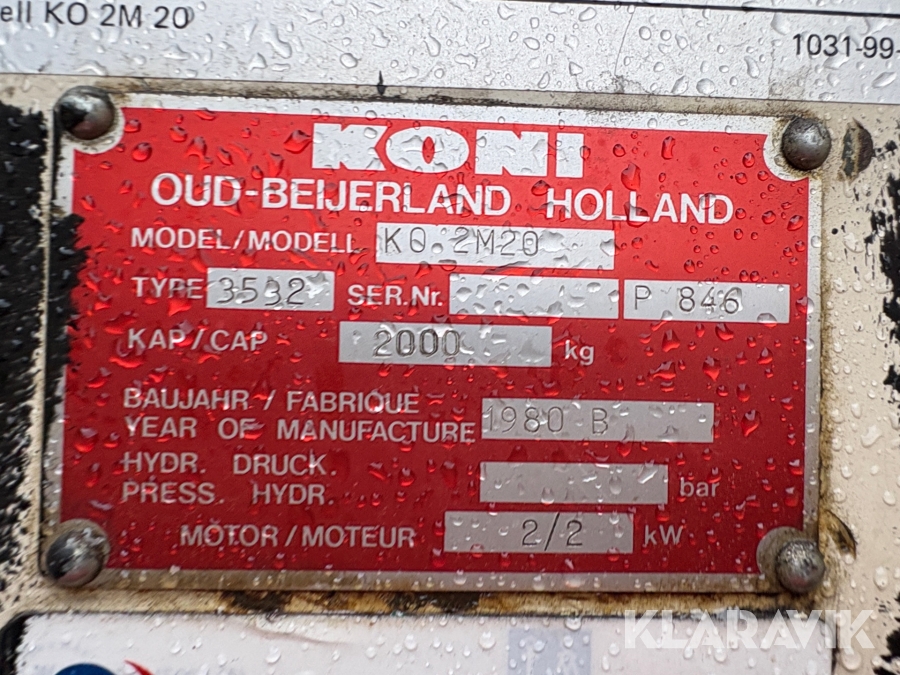 ell KO 2M 20
1031-99-
KONI
OUD-BEIJERLAND HOLLAND
MODEL/MODELL KO 2M20
TYPE 3532 SER.Nr. P 846
KAP/CAP 2000 kg
BAUJAHR / FABRIQUE
YEAR OF MANUFACTURE 1980 B
HYDR. DRUCK.
PRESS. HYDR. bar
MOTOR/MOTEUR 2/2 kW
KLARAVIK